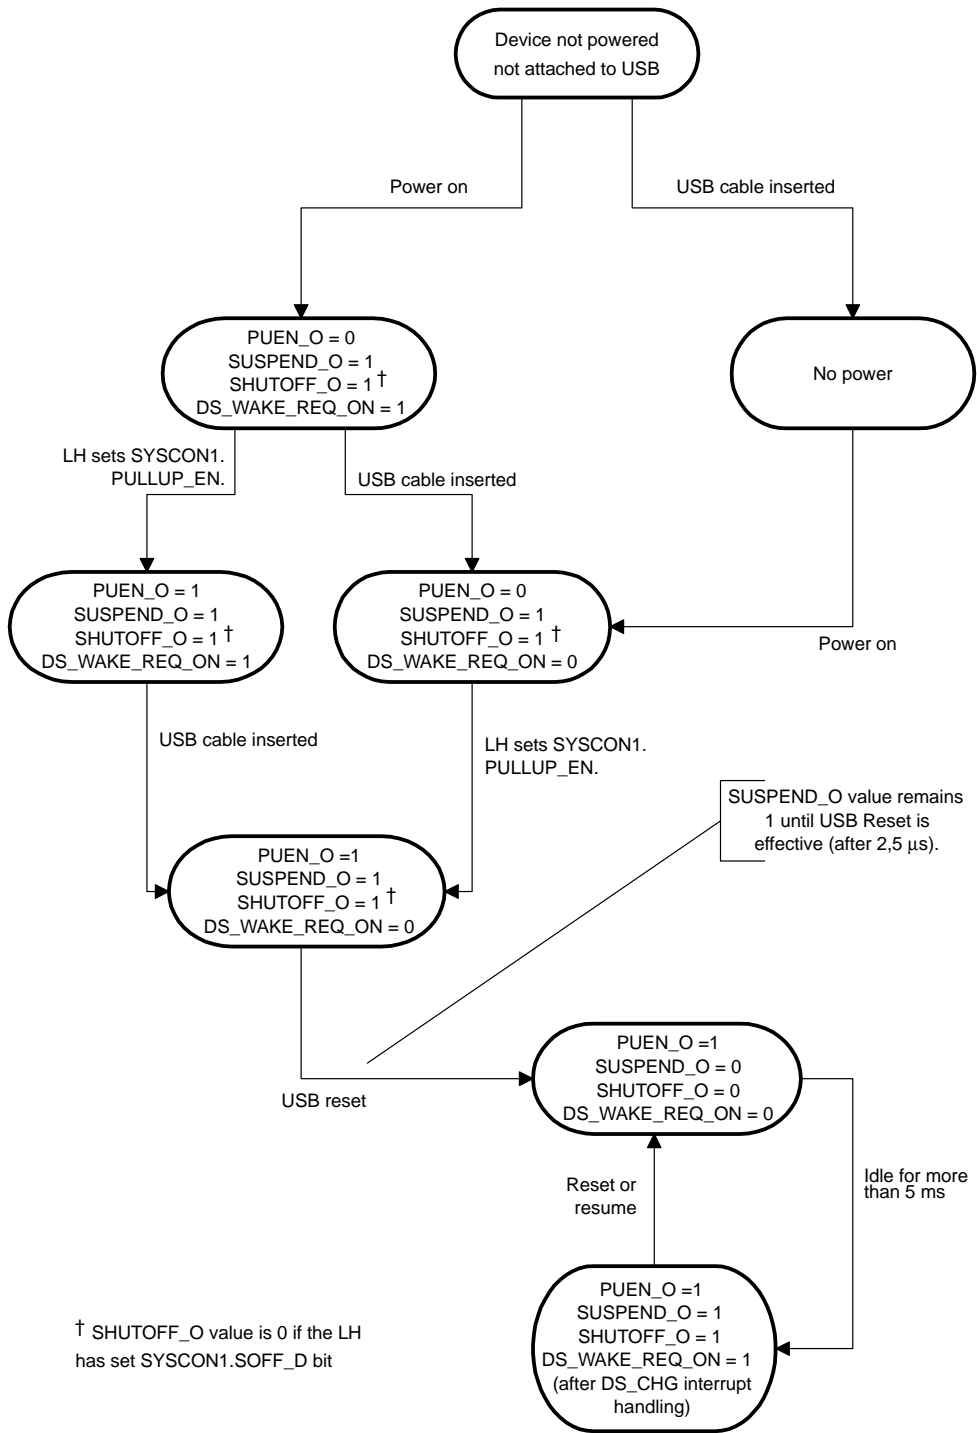 Device not powered
not attached to USB
Power on
USB cable inserted
PUEN_O = 0
SUSPEND_O = 1
SHUTOFF_O = 1 †
DS_WAKE_REQ_ON = 1
No power
LH sets SYSCON1.
PULLUP_EN.
USB cable inserted
PUEN_O = 1
SUSPEND_O = 1
SHUTOFF_O = 1 †
DS_WAKE_REQ_ON = 1
PUEN_O = 0
SUSPEND_O = 1
SHUTOFF_O = 1 †
DS_WAKE_REQ_ON = 0
Power on
USB cable inserted
LH sets SYSCON1.
PULLUP_EN.
SUSPEND_O value remains
1 until USB Reset is
effective (after 2,5 μs).
PUEN_O =1
SUSPEND_O = 1
SHUTOFF_O = 1 †
DS_WAKE_REQ_ON = 0
USB reset
PUEN_O =1
SUSPEND_O = 0
SHUTOFF_O = 0
DS_WAKE_REQ_ON = 0
Reset or
resume
Idle for more
than 5 ms
PUEN_O =1
SUSPEND_O = 1
SHUTOFF_O = 1
DS_WAKE_REQ_ON = 1
(after DS_CHG interrupt
handling)
† SHUTOFF_O value is 0 if the LH
has set SYSCON1.SOFF_D bit